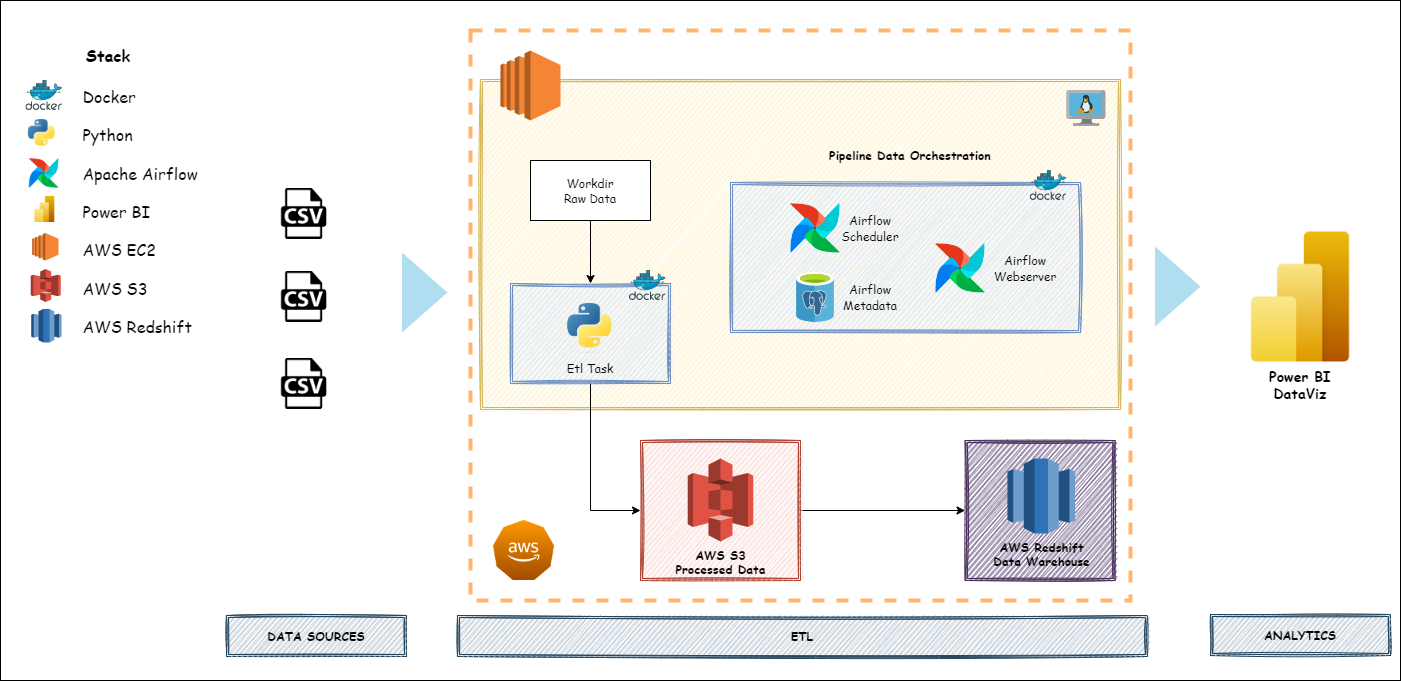 Stack
docker
Docker
Python
Apache Airflow
Power BI
AWS EC2
AWS S3
AWS Redshift
CSV
CSV
CSV
Workdir
Raw Data
docker
Etl Task
Pipeline Data Orchestration
docker
Airflow
Scheduler
Airflow
Metadata
Airflow
Webserver
aws
AWS S3
Processed Data
AWS Redshift
Data Warehouse
Power BI
DataViz
DATA SOURCES
ETL
ANALYTICS